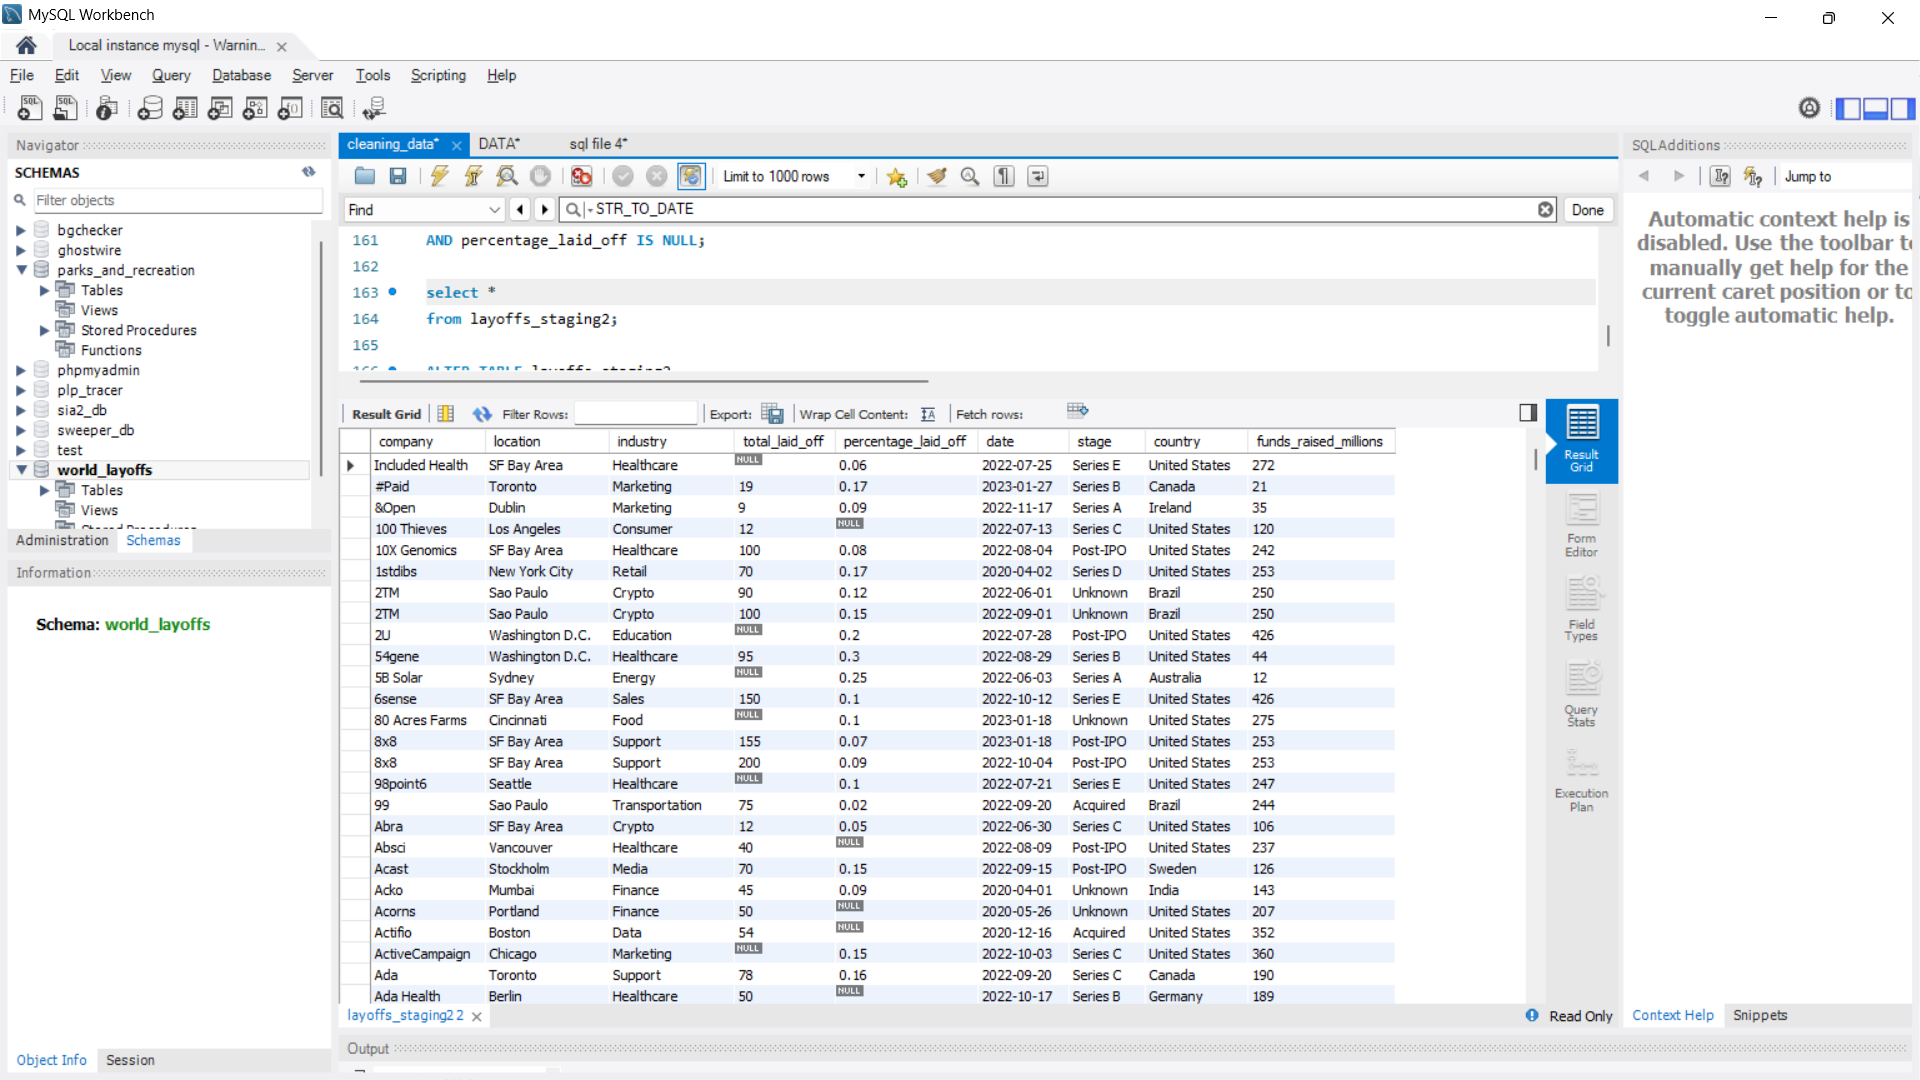 MySQL Workbench
Local instance mysql - Warnin...
File Edit View Query Database Server Tools Scripting Help
Navigator
SCHEMAS
Filter objects
bgchecker
ghostwire
parks_and_recreation
Tables
Views
Stored Procedures
Functions
phpmyadmin
plp_tracer
sia2_db
sweeper_db
test
world_layoffs
Tables
Views
Stored Procedures
Administration Schemas
Information
Schema: world_layoffs
Object Info Session
cleaning_data* DATA* sql file 4*
Limit to 1000 rows
Find STR_TO_DATE Done
161 AND percentage_laid_off IS NULL;
162
163 select *
164 from layoffs_staging2;
165
166 ALTER TABLE layoffs_staging2
Result Grid Filter Rows: Export: Wrap Cell Content: Fetch rows:
company location industry total_laid_off percentage_laid_off date stage country funds_raised_millions
Included Health SF Bay Area Healthcare NULL 0.06 2022-07-25 Series E United States 272
#Paid Toronto Marketing 19 0.17 2023-01-27 Series B Canada 21
&Open Dublin Marketing 9 0.09 2022-11-17 Series A Ireland 35
100 Thieves Los Angeles Consumer 12 NULL 2022-07-13 Series C United States 120
10X Genomics SF Bay Area Healthcare 100 0.08 2022-08-04 Post-IPO United States 242
1stdibs New York City Retail 70 0.17 2020-04-02 Series D United States 253
2TM Sao Paulo Crypto 90 0.12 2022-06-01 Unknown Brazil 250
2TM Sao Paulo Crypto 100 0.15 2022-09-01 Unknown Brazil 250
2U Washington D.C. Education NULL 0.2 2022-07-28 Post-IPO United States 426
54gene Washington D.C. Healthcare 95 0.3 2022-08-29 Series B United States 44
5B Solar Sydney Energy NULL 0.25 2022-06-03 Series A Australia 12
6sense SF Bay Area Sales 150 0.1 2022-10-12 Series E United States 426
80 Acres Farms Cincinnati Food NULL 0.1 2023-01-18 Unknown United States 275
8x8 SF Bay Area Support 155 0.07 2023-01-18 Post-IPO United States 253
8x8 SF Bay Area Support 200 0.09 2022-10-04 Post-IPO United States 253
98point6 Seattle Healthcare NULL 0.1 2022-07-21 Series E United States 247
99 Sao Paulo Transportation 75 0.02 2022-09-20 Acquired Brazil 244
Abra SF Bay Area Crypto 12 0.05 2022-06-30 Series C United States 106
Absci Vancouver Healthcare 40 NULL 2022-08-09 Post-IPO United States 237
Acast Stockholm Media 70 0.15 2022-09-15 Post-IPO Sweden 126
Acko Mumbai Finance 45 0.09 2020-04-01 Unknown India 143
Acorns Portland Finance 50 NULL 2020-05-26 Unknown United States 207
Actifio Boston Data 54 NULL 2020-12-16 Acquired United States 352
ActiveCampaign Chicago Marketing NULL 0.15 2022-10-03 Series C United States 360
Ada Toronto Support 78 0.16 2022-09-20 Series C Canada 190
Ada Health Berlin Healthcare 50 NULL 2022-10-17 Series B Germany 189
layoffs_staging2 2
Read Only
Output
Result Grid
Form Editor
Field Types
Query Stats
Execution Plan
SQLAdditions
Jump to
Automatic context help is
disabled. Use the toolbar to
manually get help for the
current caret position or to
toggle automatic help.
Context Help Snippets